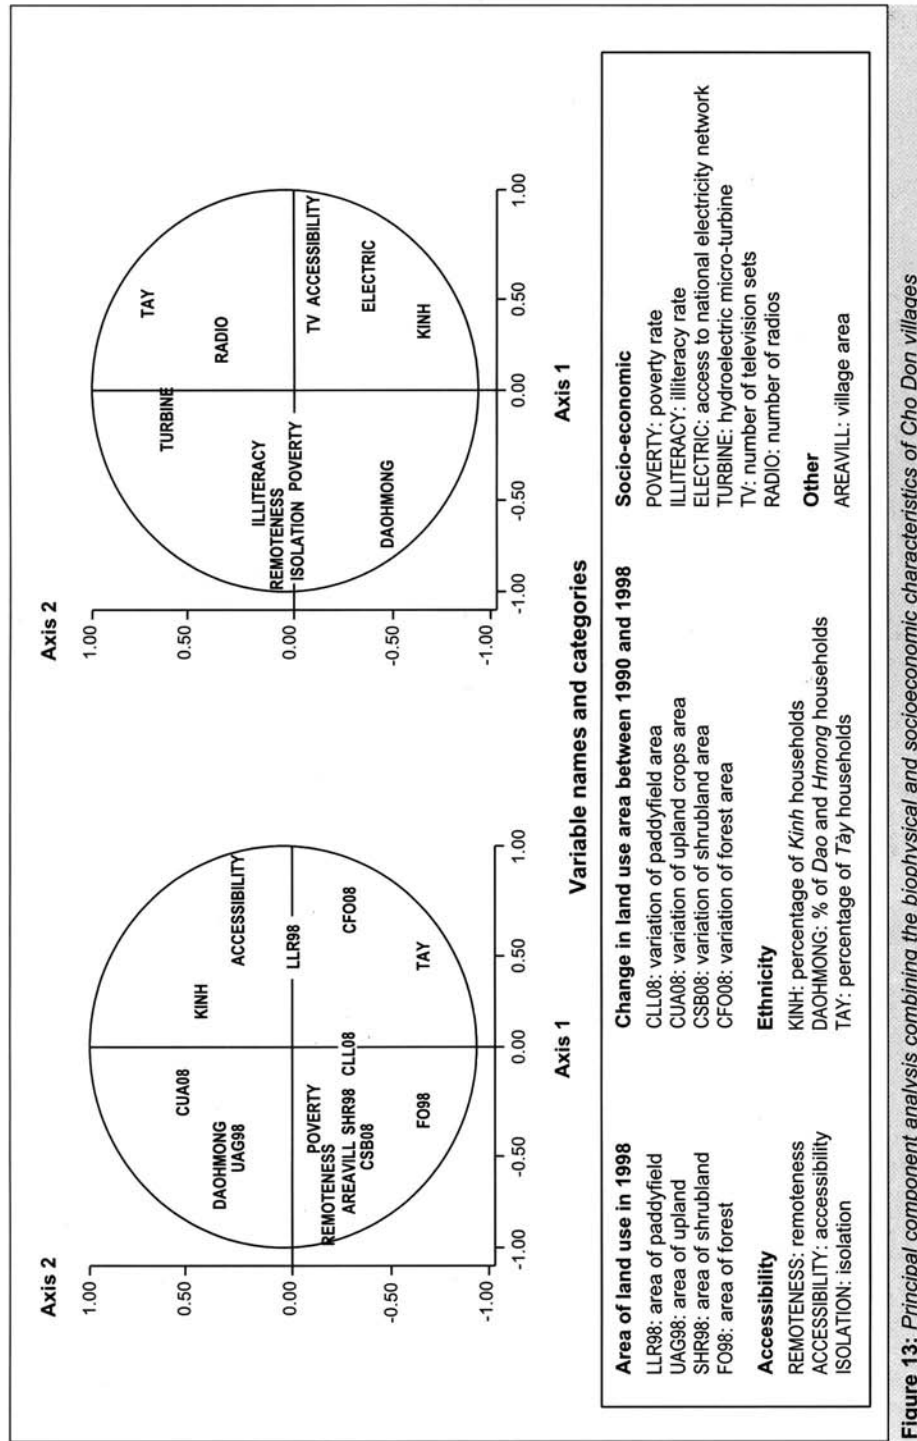 Axis 2
1.00
0.50
0.00
-0.50
-1.00
-1.00
-0.50
0.00
0.50
1.00
Axis 1
CUA08
KINH
DAOHMONG
UAG98
ACCESSIBILITY
LLR98
POVERTY
REMOTENESS
AREAVILL SHR98
CLL08
CSB08
CFO08
FO98
TAY
Axis 2
1.00
0.50
0.00
-0.50
-1.00
-1.00
-0.50
0.00
0.50
1.00
Axis 1
TAY
TURBINE
RADIO
ILLITERACY
REMOTENESS
ISOLATION POVERTY
TV ACCESSIBILITY
ELECTRIC
DAOHMONG
KINH
Variable names and categories
Area of land use in 1998
LLR98: area of paddyfield
UAG98: area of upland
SHR98: area of shrubland
FO98: area of forest
Accessibility
REMOTENESS: remoteness
ACCESSIBILITY: accessibility
ISOLATION: isolation
Change in land use area between 1990 and 1998
CLL08: variation of paddyfield area
CUA08: variation of upland crops area
CSB08: variation of shrubland area
CFO08: variation of forest area
Ethnicity
KINH: percentage of Kinh households
DAOHMONG: % of Dao and Hmong households
TAY: percentage of Tày households
Socio-economic
POVERTY: poverty rate
ILLITERACY: illiteracy rate
ELECTRIC: access to national electricity network
TURBINE: hydroelectric micro-turbine
TV: number of television sets
RADIO: number of radios
Other
AREAVILL: village area
Figure 13: Principal component analysis combining the biophysical and socioeconomic characteristics of Cho Don villages